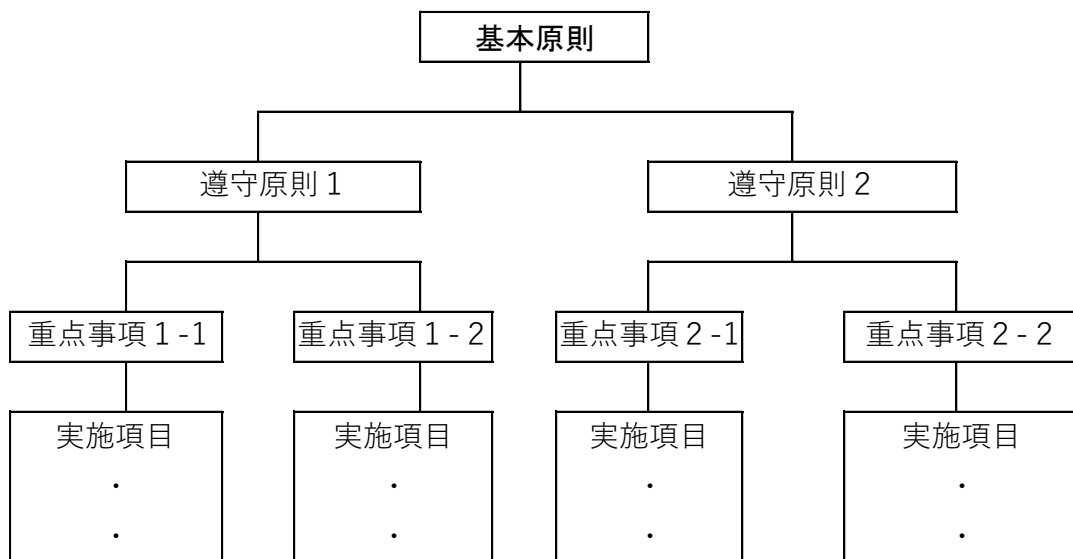 基本原則
遵守原則1
遵守原則2
重点事項1-1
重点事項1-2
重点事項2-1
重点事項2-2
実施項目
・
・
実施項目
・
・
実施項目
・
・
実施項目
・
・